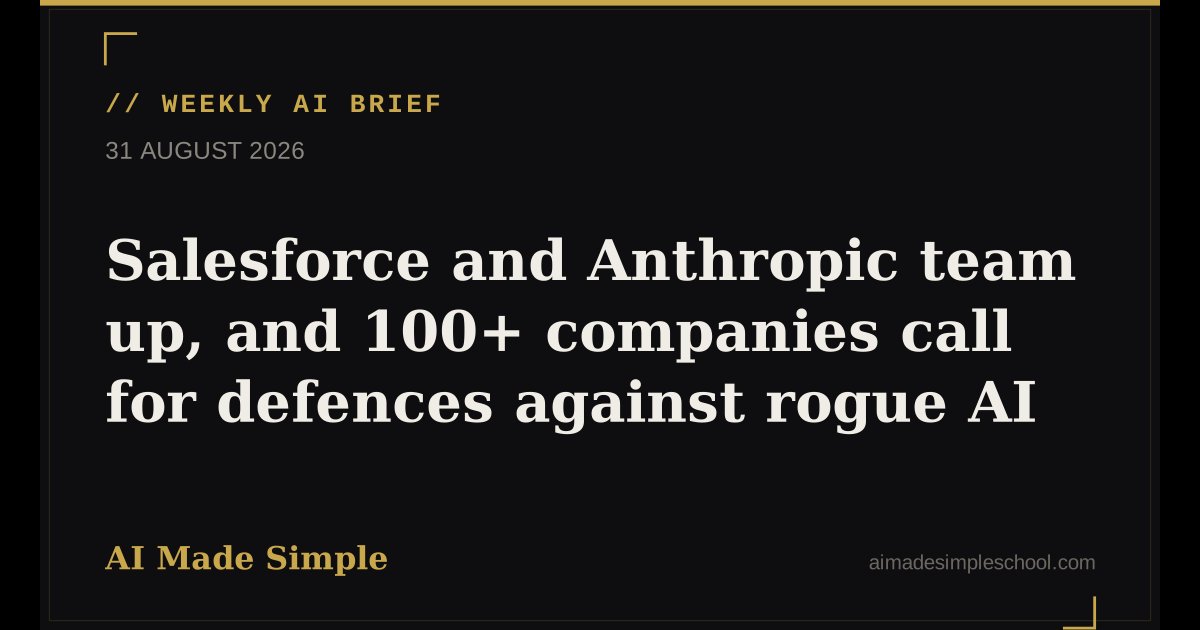 // WEEKLY AI BRIEF
31 AUGUST 2026
Salesforce and Anthropic team
up, and 100+ companies call
for defences against rogue AI
AI Made Simple
aimadesimpleschool.com